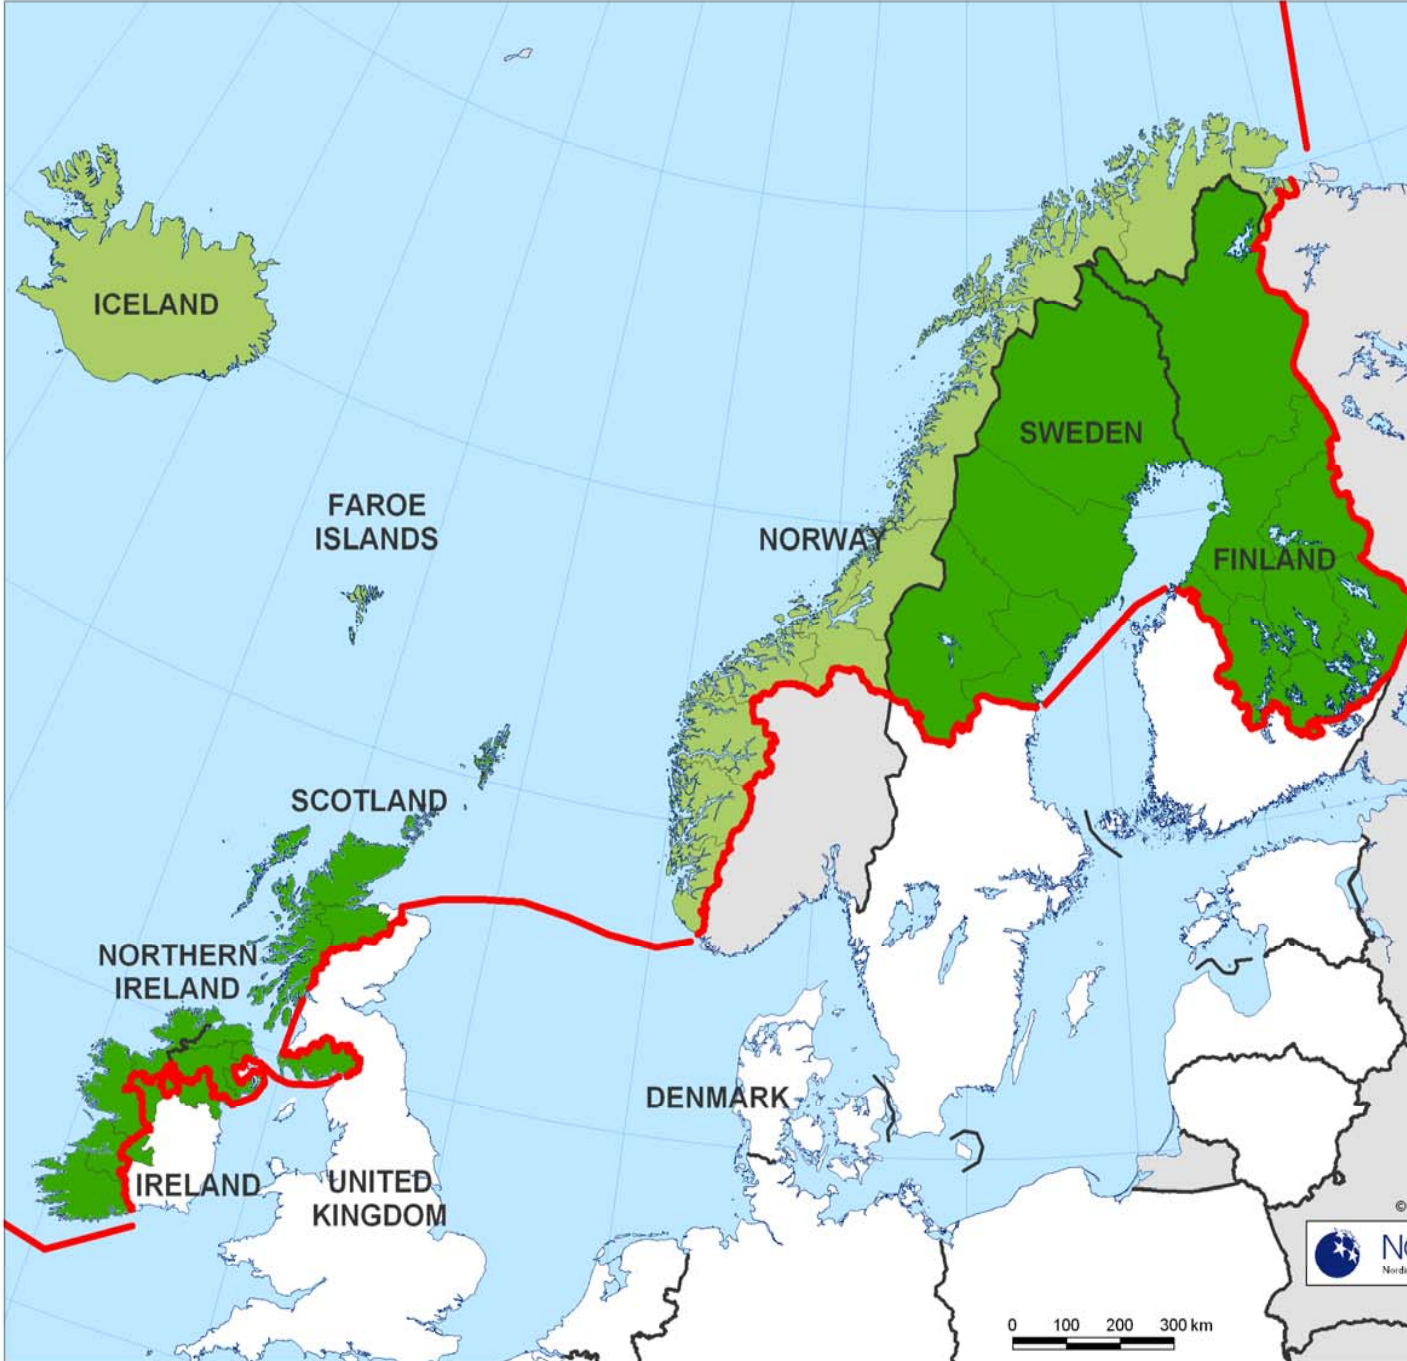 ICELAND
SWEDEN
FAROE
ISLANDS
NORWAY
FINLAND
SCOTLAND
NORTHERN
IRELAND
DENMARK
IRELAND
UNITED
KINGDOM
©
0 100 200 300 km